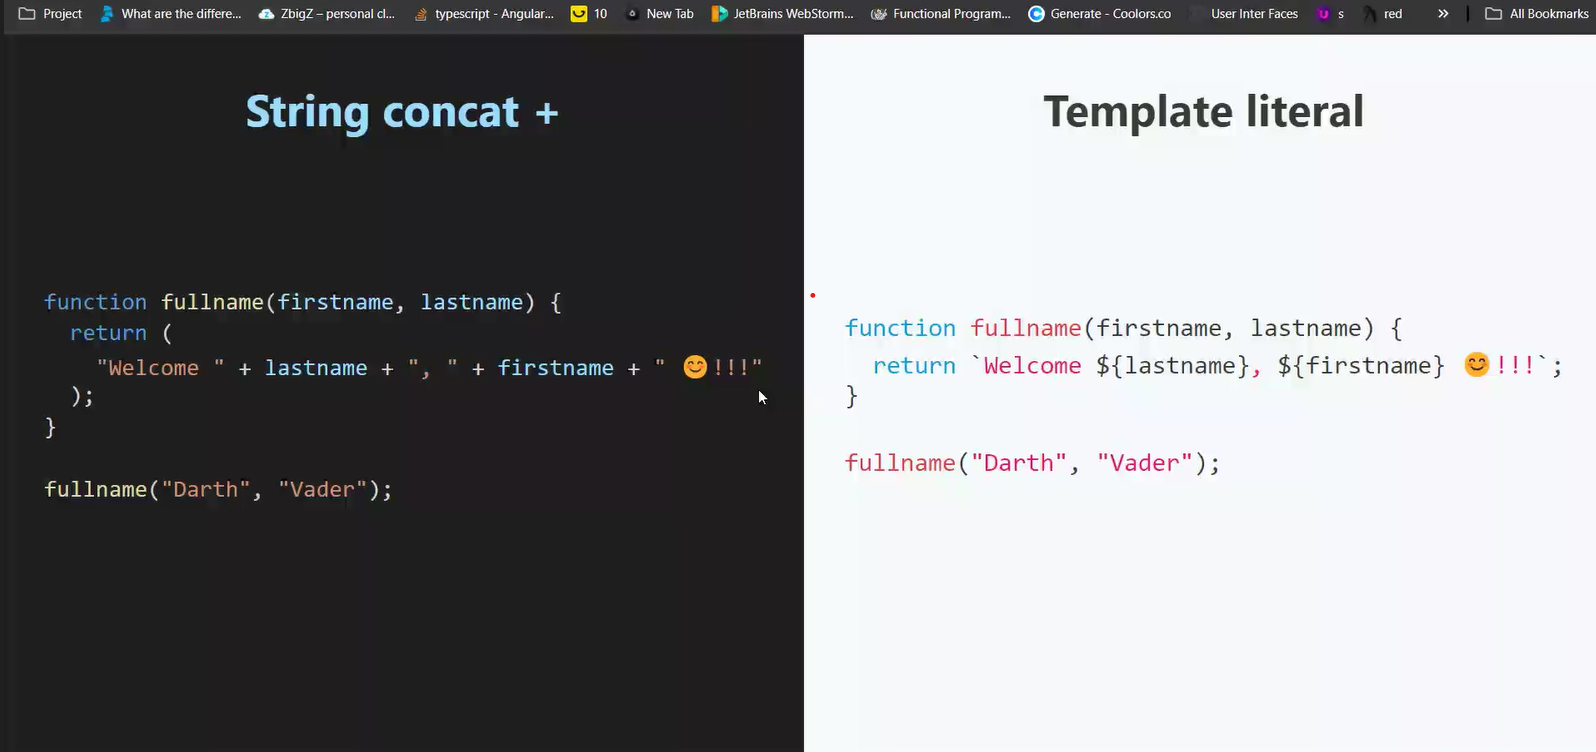 Project What are the differe... ZbigZ – personal cl... typescript - Angular... 10 New Tab JetBrains WebStorm... Functional Program... Generate - Coolors.co User Inter Faces s red » All Bookmarks
String concat +
function fullname(firstname, lastname) {
  return (
    "Welcome " + lastname + ", " + firstname + " 😊!!!"
  );
}
fullname("Darth", "Vader");
Template literal
function fullname(firstname, lastname) {
  return `Welcome ${lastname}, ${firstname} 😊!!!`;
}
fullname("Darth", "Vader");